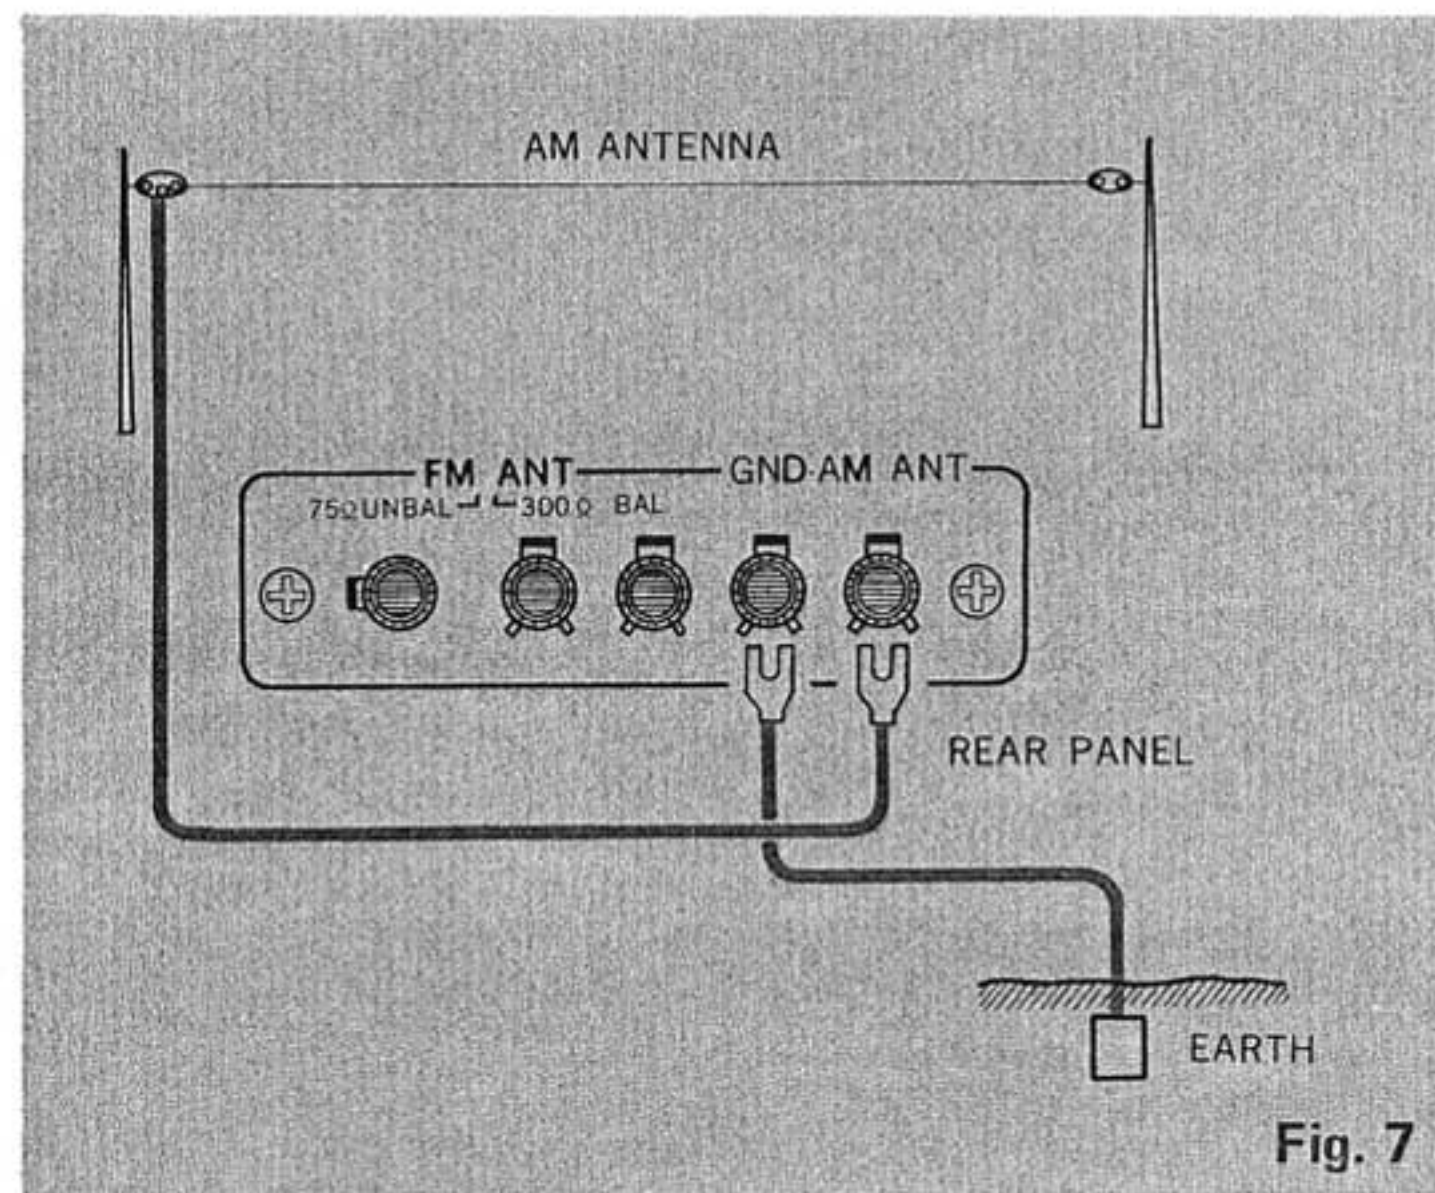 AM ANTENNA
FM ANT GND·AM ANT
75Ω UNBAL 300Ω BAL
REAR PANEL
EARTH
Fig. 7